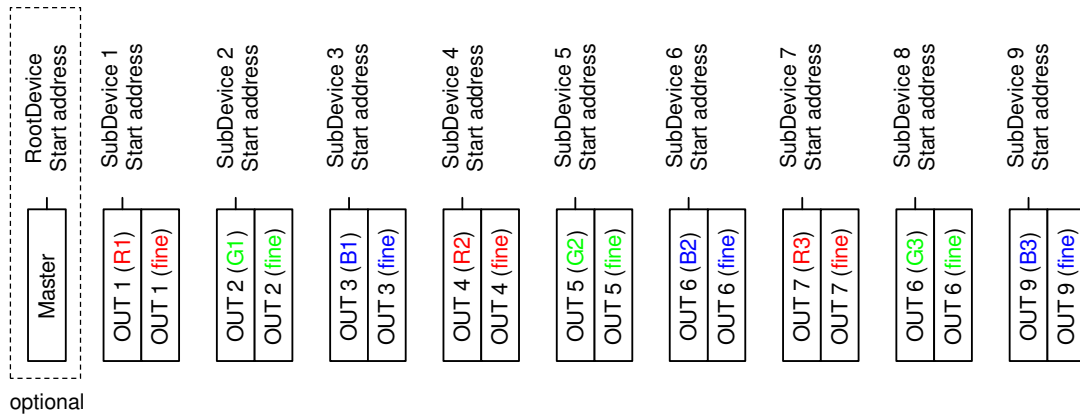 RootDevice
Start address
SubDevice 1
Start address
SubDevice 2
Start address
SubDevice 3
Start address
SubDevice 4
Start address
SubDevice 5
Start address
SubDevice 6
Start address
SubDevice 7
Start address
SubDevice 8
Start address
SubDevice 9
Start address
Master
OUT 1 (R1)
OUT 1 (fine)
OUT 2 (G1)
OUT 2 (fine)
OUT 3 (B1)
OUT 3 (fine)
OUT 4 (R2)
OUT 4 (fine)
OUT 5 (G2)
OUT 5 (fine)
OUT 6 (B2)
OUT 6 (fine)
OUT 7 (R3)
OUT 7 (fine)
OUT 6 (G3)
OUT 6 (fine)
OUT 9 (B3)
OUT 9 (fine)
optional